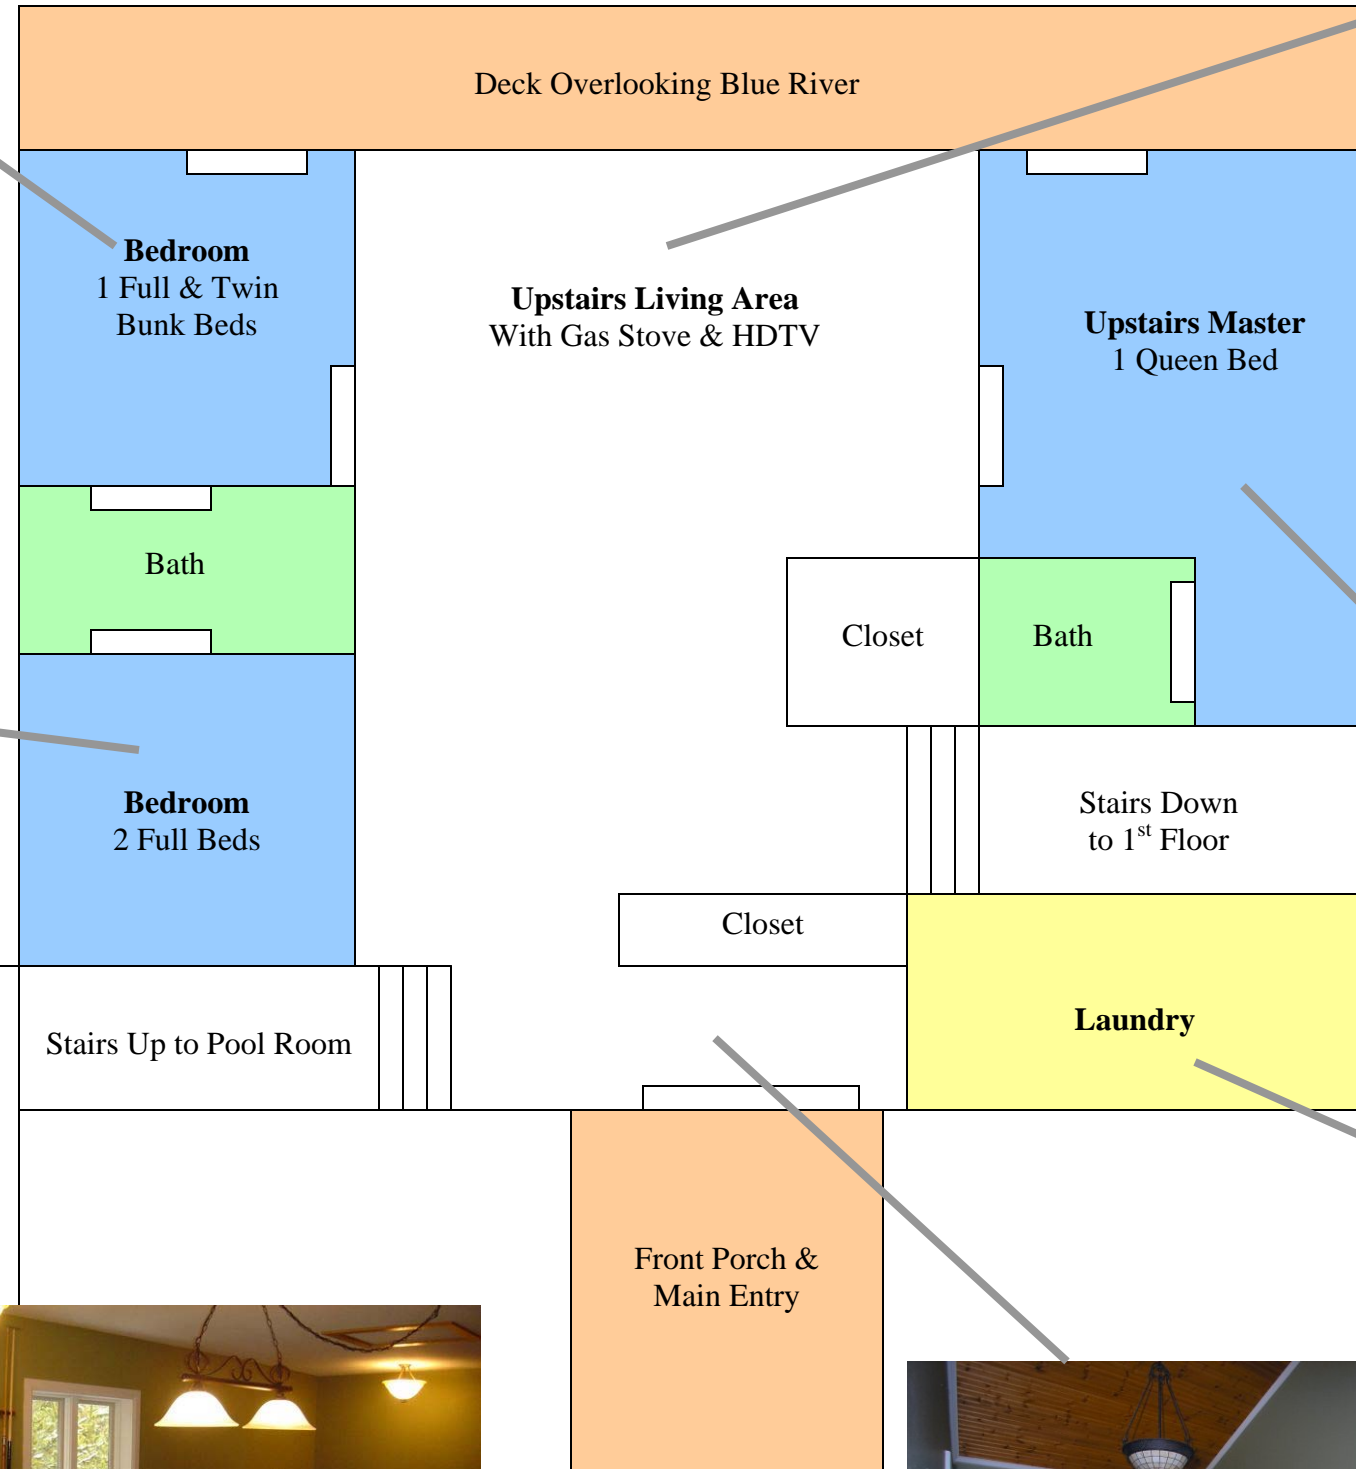 Deck Overlooking Blue River
Bedroom
1 Full & Twin
Bunk Beds
Upstairs Living Area
With Gas Stove & HDTV
Upstairs Master
1 Queen Bed
Bath
Closet
Bath
Bedroom
2 Full Beds
Stairs Down
to 1st Floor
Closet
Stairs Up to Pool Room
Laundry
Front Porch &
Main Entry